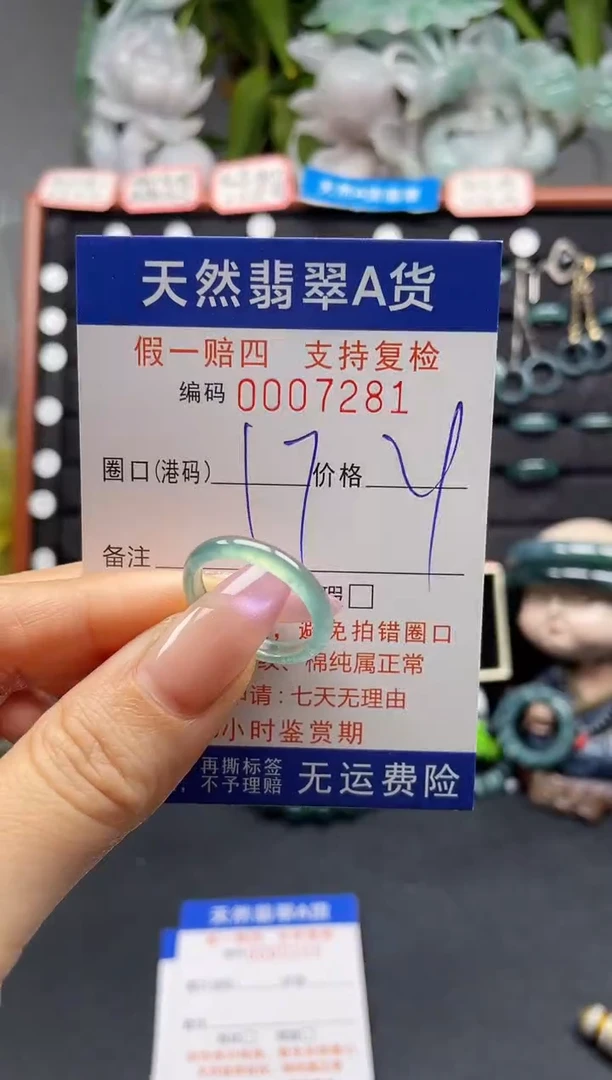 天然翡翠A货
假一赔四 支持复检
编码 0007281
圈口(港码) 17 价格 y
备注
，避免拍错圈口
棉纯属正常
申请：七天无理由
小时鉴赏期
再撕标签
，不予理赔
无运费险
天然翡翠A货